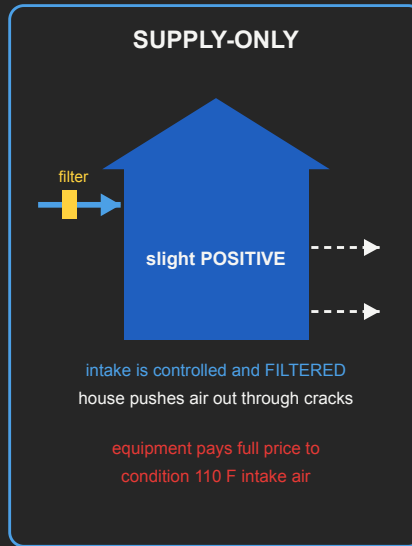 SUPPLY-ONLY
filter
slight POSITIVE
intake is controlled and FILTERED
house pushes air out through cracks
equipment pays full price to
condition 110 F intake air